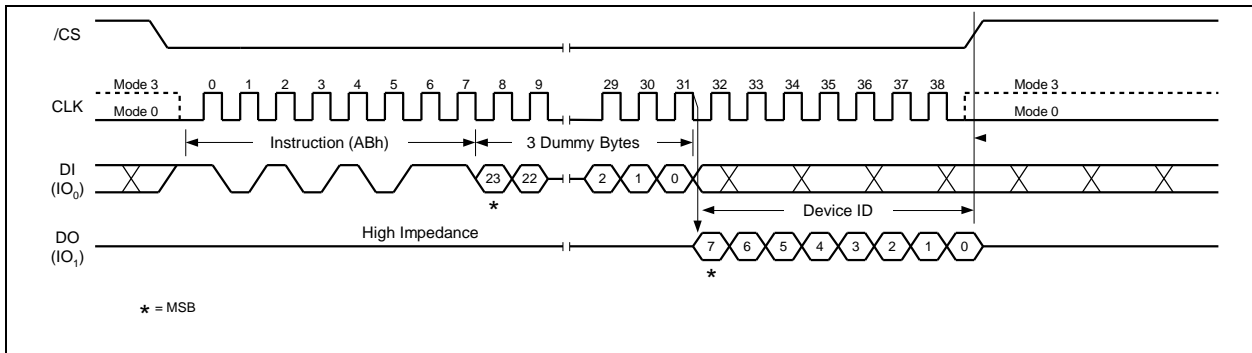 /CS
Mode 3
0 1 2 3 4 5 6 7 8 9 29 30 31 32 33 34 35 36 37 38
Mode 3
CLK
Mode 0
Mode 0
Instruction (ABh)
3 Dummy Bytes
DI
(IO0)
23 22 2 1 0
*
Device ID
DO
(IO1)
High Impedance
7 6 5 4 3 2 1 0
*
* = MSB